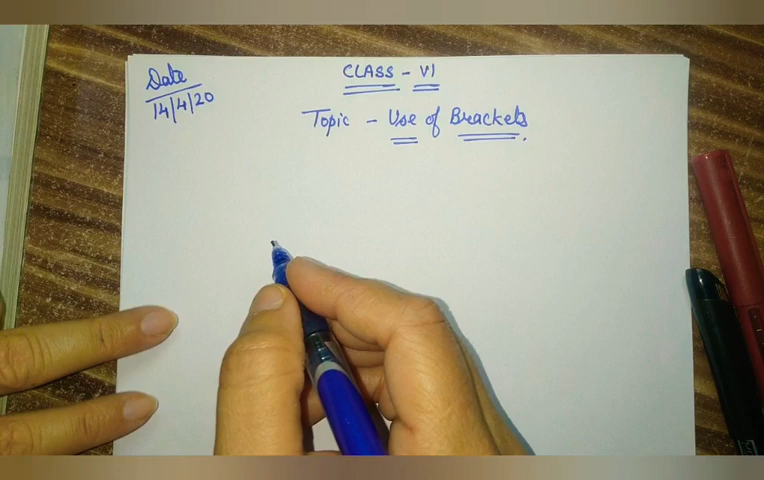 Date
14/4/20
CLASS - VI
Topic - Use of Brackets.